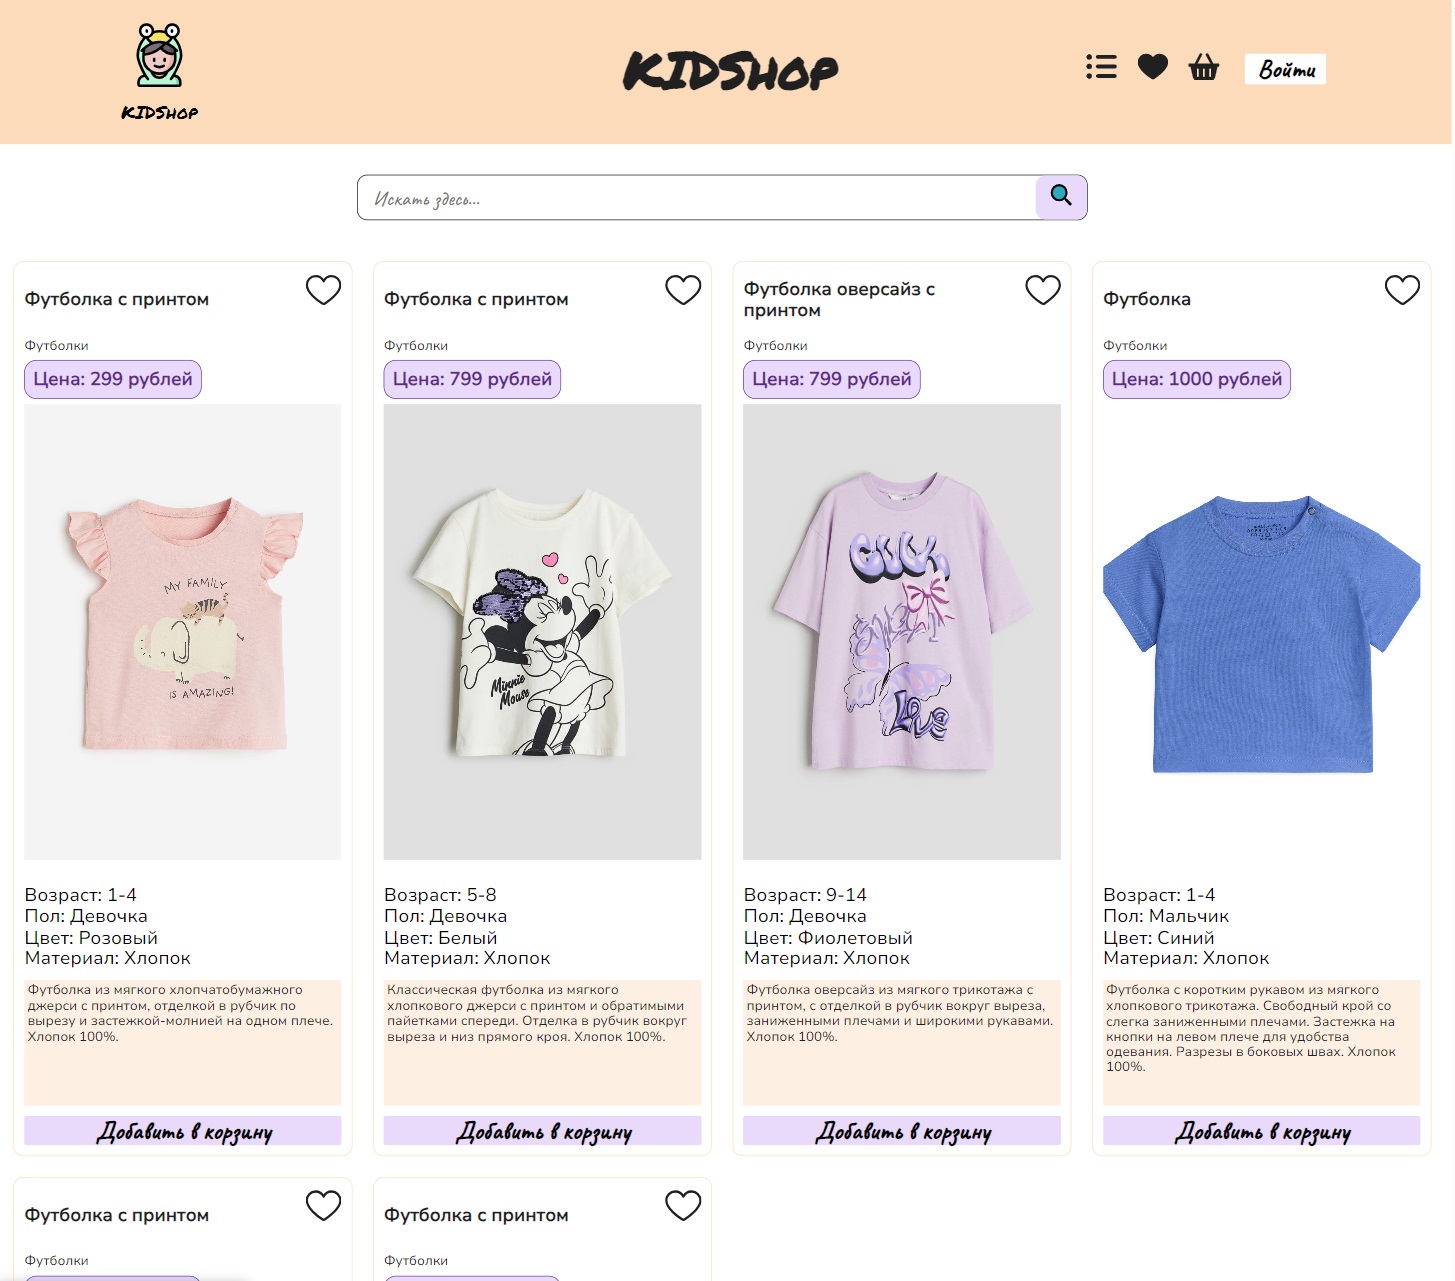 KIDSHOP
KIDSHOP
Войти
Искать здесь...
Футболка с принтом
Футболки
Цена: 299 рублей
MY FAMILY
IS AMAZING!
Возраст: 1-4
Пол: Девочка
Цвет: Розовый
Материал: Хлопок
Футболка из мягкого хлопчатобумажного
джерси с принтом, отделкой в рубчик по
вырезу и застежкой-молнией на одном плече.
Хлопок 100%.
Добавить в корзину
Футболка с принтом
Футболки
Цена: 799 рублей
Minnie
Mouse
Возраст: 5-8
Пол: Девочка
Цвет: Белый
Материал: Хлопок
Классическая футболка из мягкого
хлопкового джерси с принтом и обратимыми
пайетками спереди. Отделка в рубчик вокруг
выреза и низ прямого кроя. Хлопок 100%.
Добавить в корзину
Футболка оверсайз с
принтом
Футболки
Цена: 799 рублей
Love
Возраст: 9-14
Пол: Девочка
Цвет: Фиолетовый
Материал: Хлопок
Футболка оверсайз из мягкого трикотажа с
принтом, с отделкой в рубчик вокруг выреза,
заниженными плечами и широкими рукавами.
Хлопок 100%.
Добавить в корзину
Футболка
Футболки
Цена: 1000 рублей
Возраст: 1-4
Пол: Мальчик
Цвет: Синий
Материал: Хлопок
Футболка с коротким рукавом из мягкого
хлопкового трикотажа. Свободный крой со
слегка заниженными плечами. Застежка на
кнопки на левом плече для удобства
одевания. Разрезы в боковых швах. Хлопок
100%.
Добавить в корзину
Футболка с принтом
Футболки
Футболка с принтом
Футболки